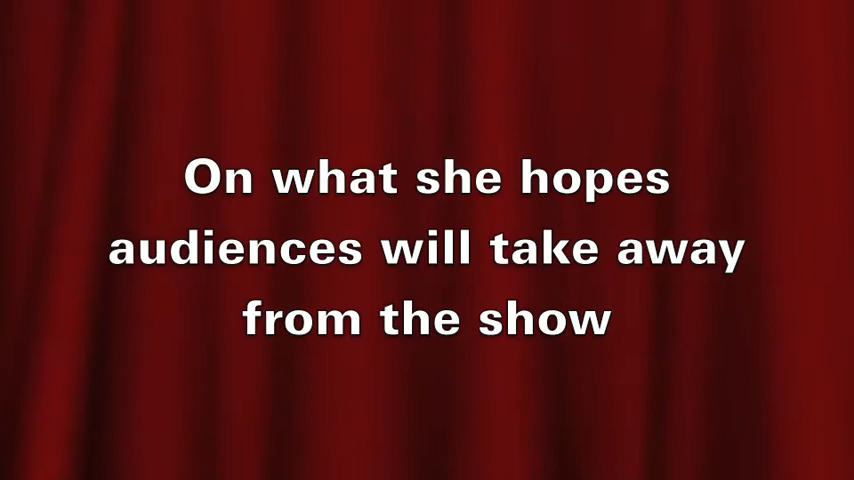 On what she hopes
audiences will take away
from the show